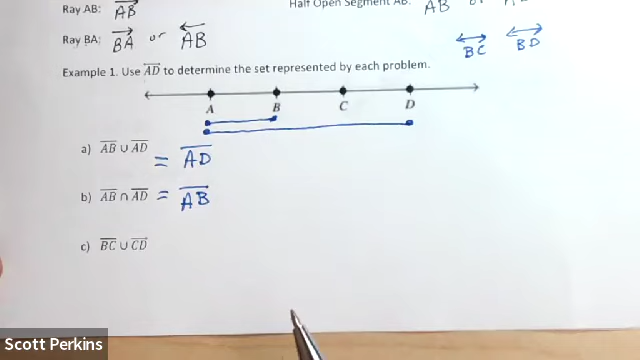 Ray AB: A͞B
Half Open Segment AB: AB or
Ray BA: BA or AB
BC BD
Example 1. Use AD to determine the set represented by each problem.
A B C D
a) AB ∪ AD = AD
b) AB ∩ AD = AB
c) BC ∪ CD
Scott Perkins